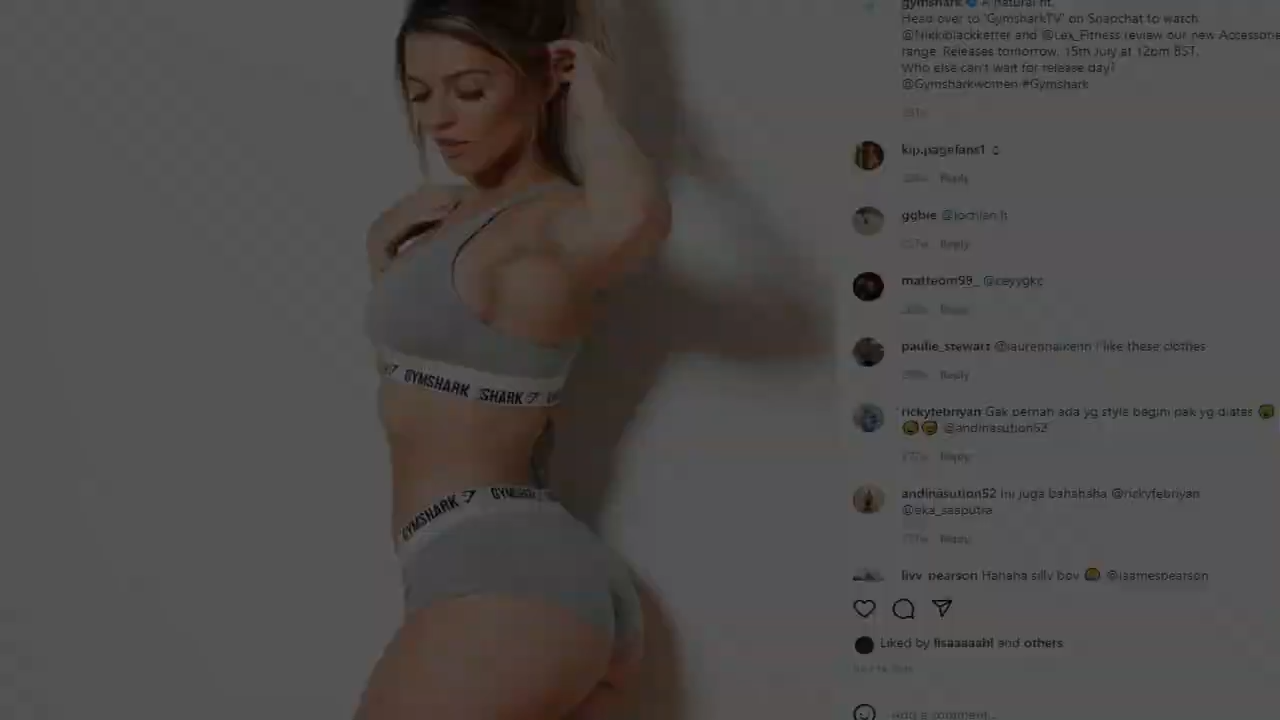 gymshark A natural fit.
Head over to 'GymsharkTV' on Snapchat to watch
@Nikkiblackketter and @Lex_Fitness review our new Accessorie
range. Releases tomorrow, 15th July at 12pm BST.
Who else can't wait for release day?
@Gymsharkwomen #Gymshark
kip.pagefans1
Reply
ggbie @lochlan.h
Reply
matteom99_ @ceyygkc
Reply
paulie_stewart I like these clothes
Reply
rickyfebriyan Gak pernah ada yg style begini pak yg diatas
@andinasution52
Reply
andinasution52 ini juga bahahaha @rickyfebriyan
@eka_saaputra
Reply
livv_pearson Hahaha silly boy @jaamespearson
Liked by lisaaaaahl and others
Add a comment...
GYMSHARK SHARK
GYMSHARK GYMSHARK